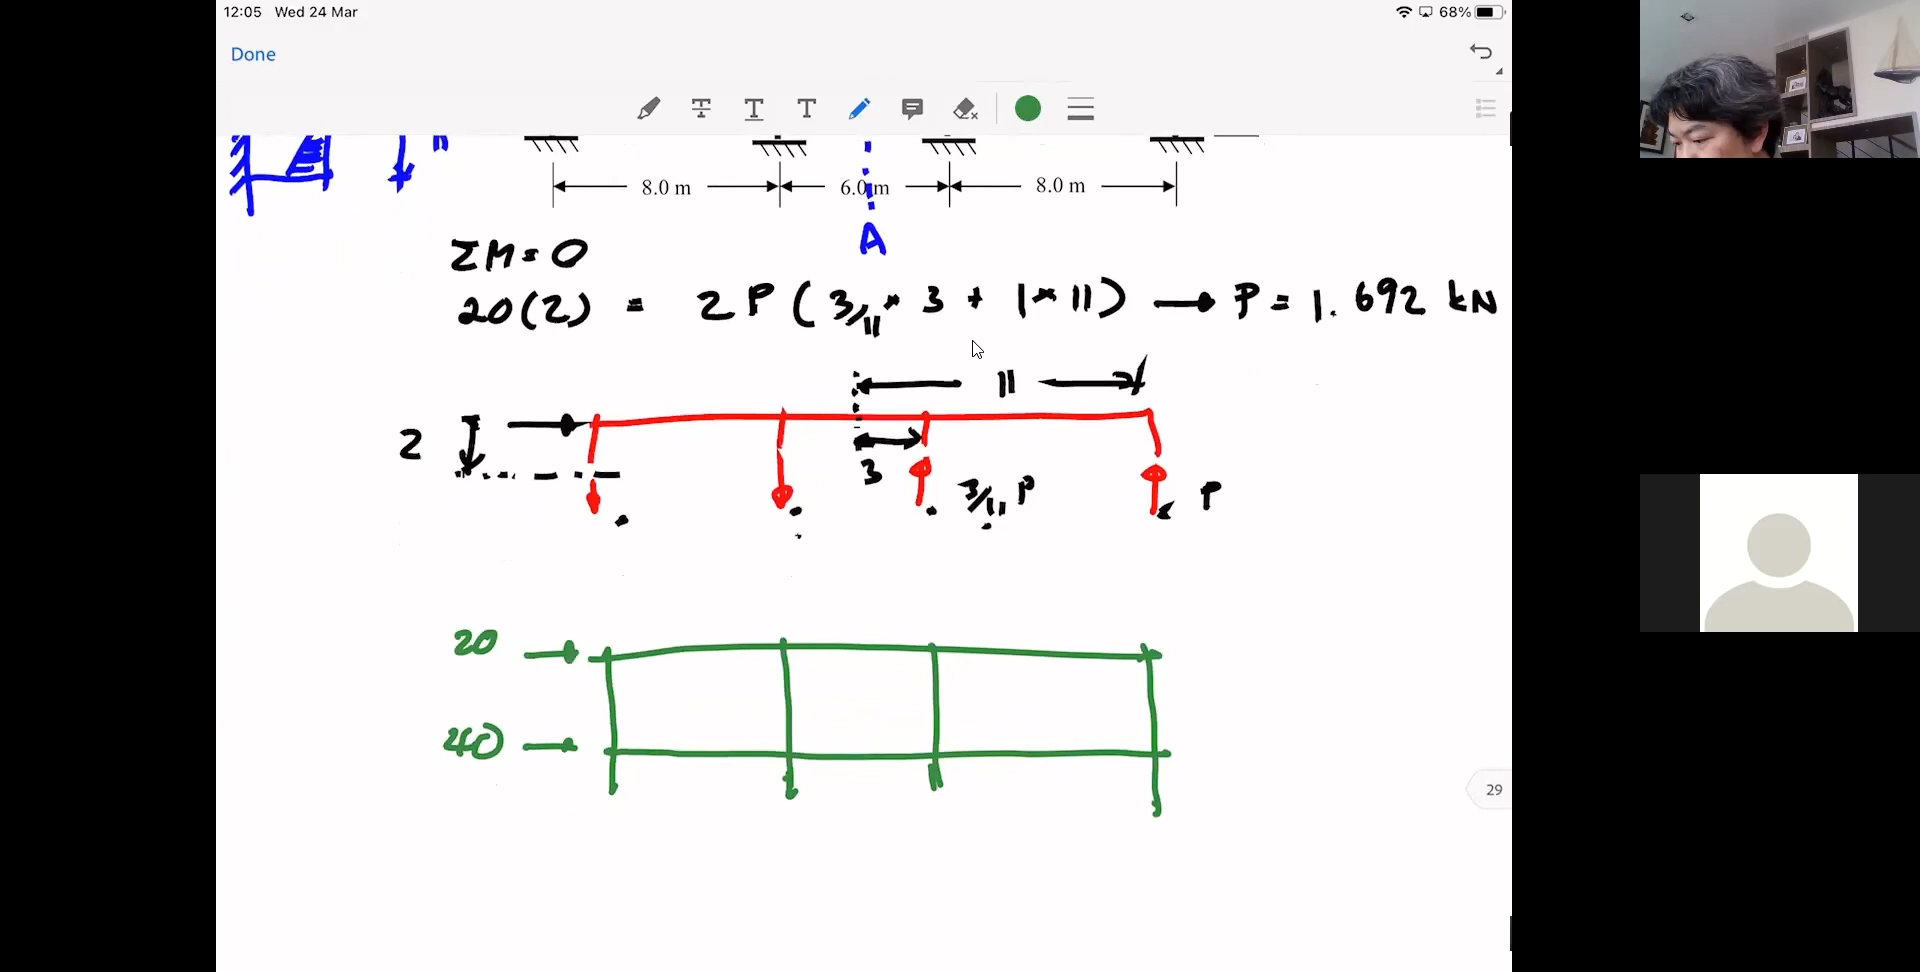 12:05 Wed 24 Mar
68%
Done
T T T
8.0 m 6.0 m 8.0 m
A
ΣM = 0
20(2) = 2P(3/11 * 3 + 1 * 11) → P = 1.692 kN
11
2
3
3/11 P
P
20
40
29